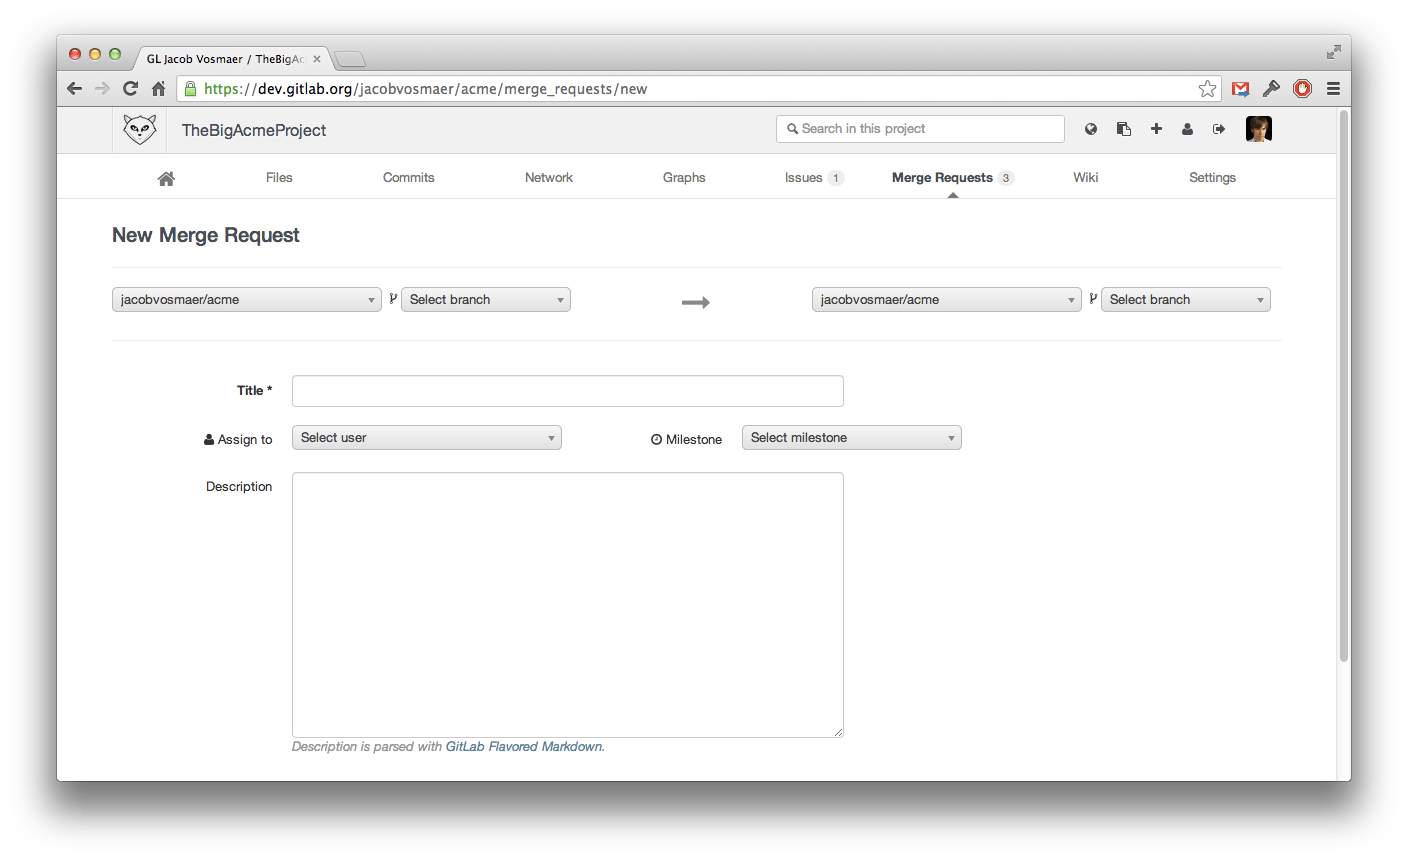 GL Jacob Vosmaer / TheBigAc
https://dev.gitlab.org/jacobvosmaer/acme/merge_requests/new
TheBigAcmeProject
Search in this project
Files
Commits
Network
Graphs
Issues 1
Merge Requests 3
Wiki
Settings
New Merge Request
jacobvosmaer/acme
Select branch
jacobvosmaer/acme
Select branch
Title *
Assign to
Select user
Milestone
Select milestone
Description
Description is parsed with GitLab Flavored Markdown.